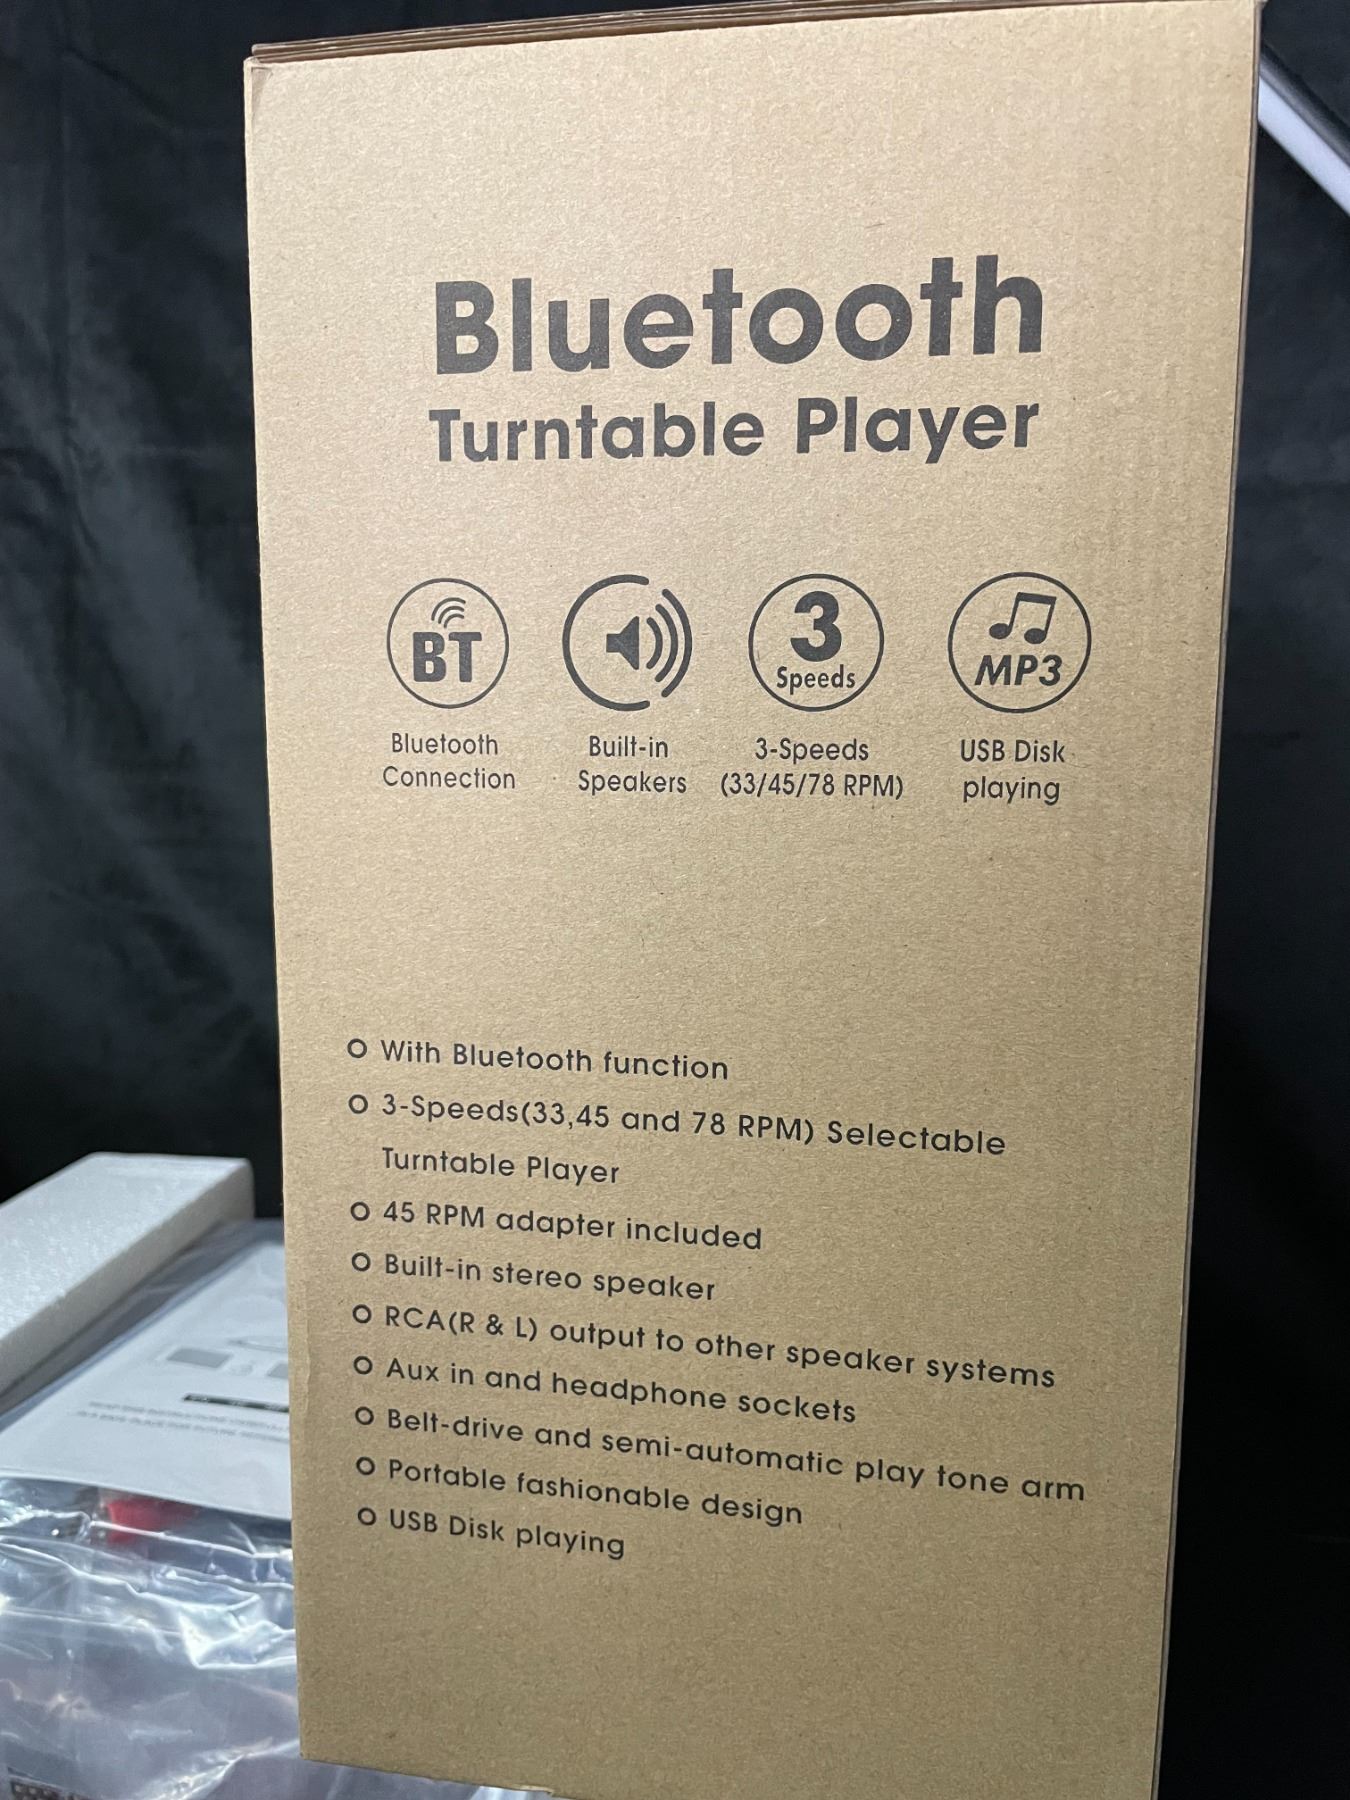 Bluetooth
Turntable Player
BT
3
Speeds
MP3
Bluetooth
Connection
Built-in
Speakers
3-Speeds
(33/45/78 RPM)
USB Disk
playing
With Bluetooth function
3-Speeds(33,45 and 78 RPM) Selectable
Turntable Player
45 RPM adapter included
Built-in stereo speaker
RCA(R & L) output to other speaker systems
Aux in and headphone sockets
Belt-drive and semi-automatic play tone arm
Portable fashionable design
USB Disk playing